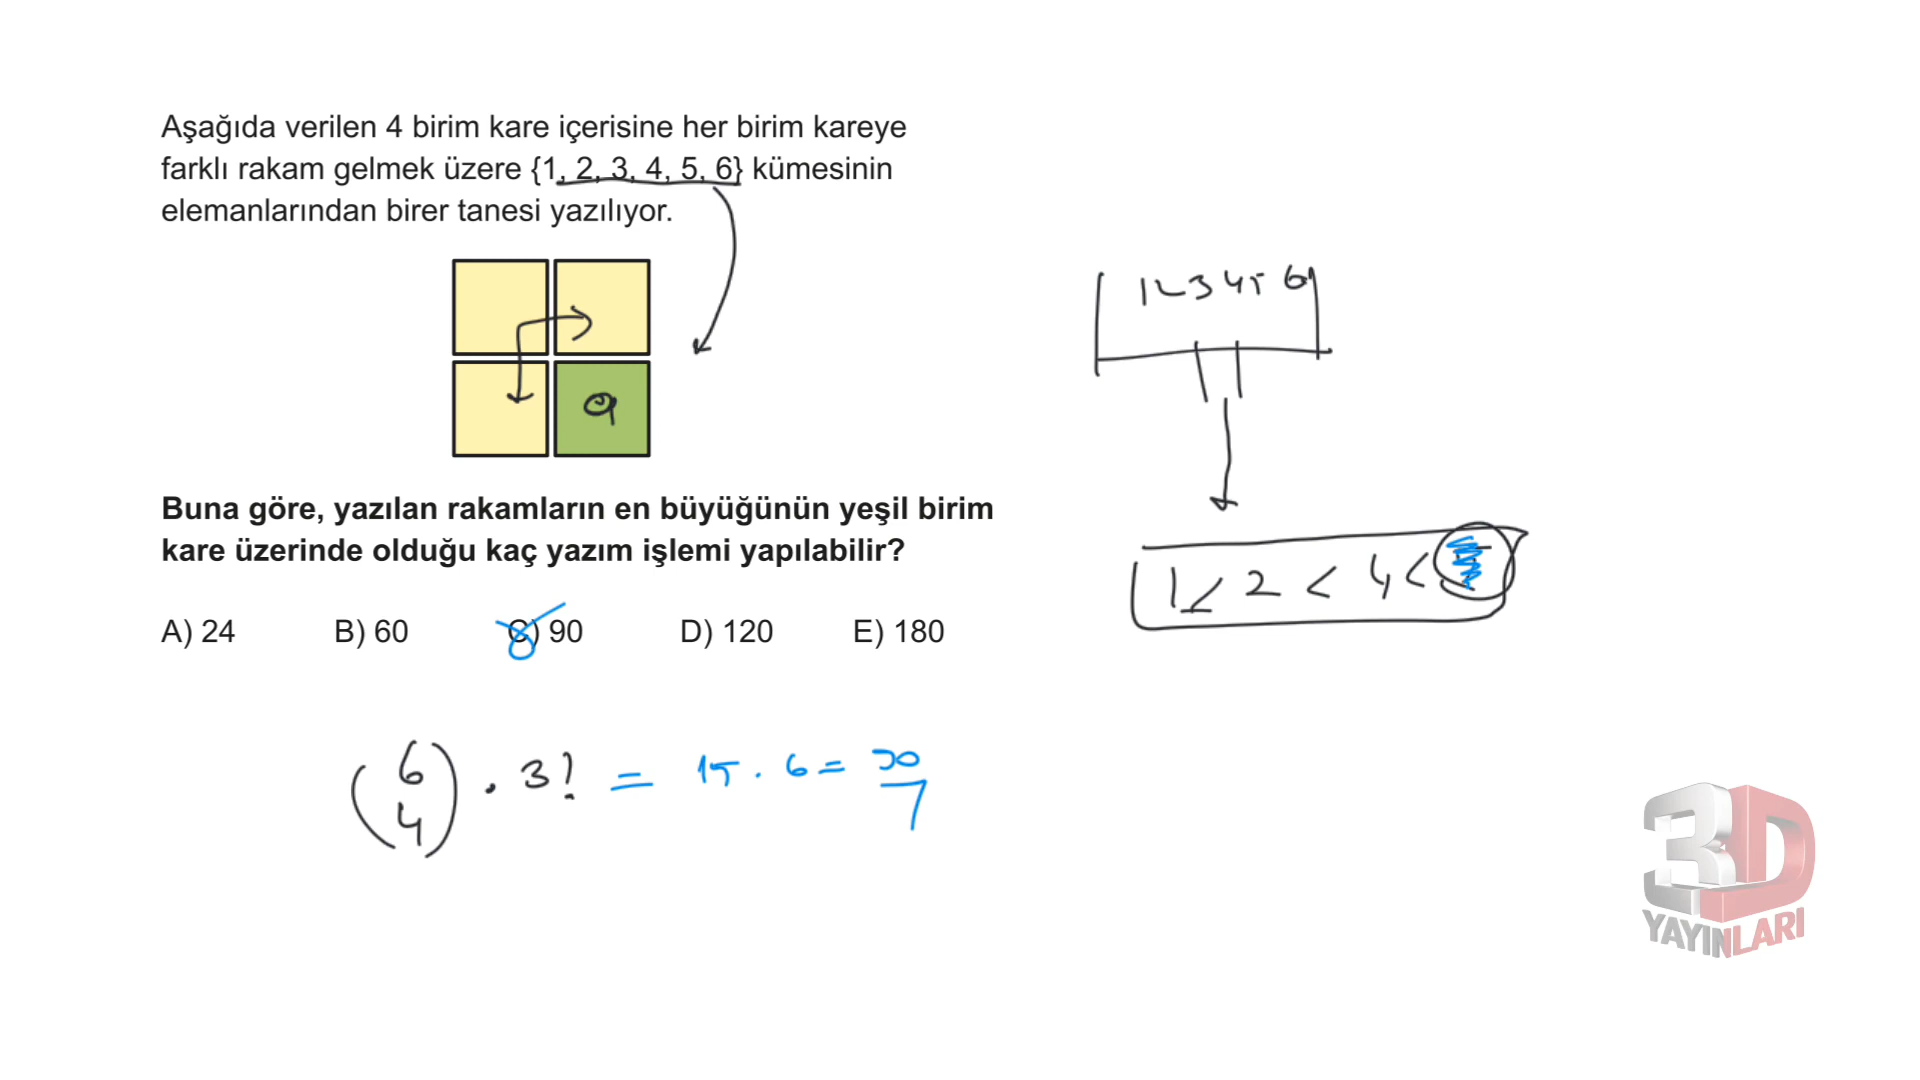 Aşağıda verilen 4 birim kare içerisine her birim kareye
farklı rakam gelmek üzere {1, 2, 3, 4, 5, 6} kümesinin
elemanlarından birer tanesi yazılıyor.
a
Buna göre, yazılan rakamların en büyüğünün yeşil birim
kare üzerinde olduğu kaç yazım işlemi yapılabilir?
A) 24 B) 60 C) 90 D) 120 E) 180
1 2 3 4 5 6
1 < 2 < 4 <
(6 4) . 3! = 15 . 6 = 90
3D
YAYINLARI